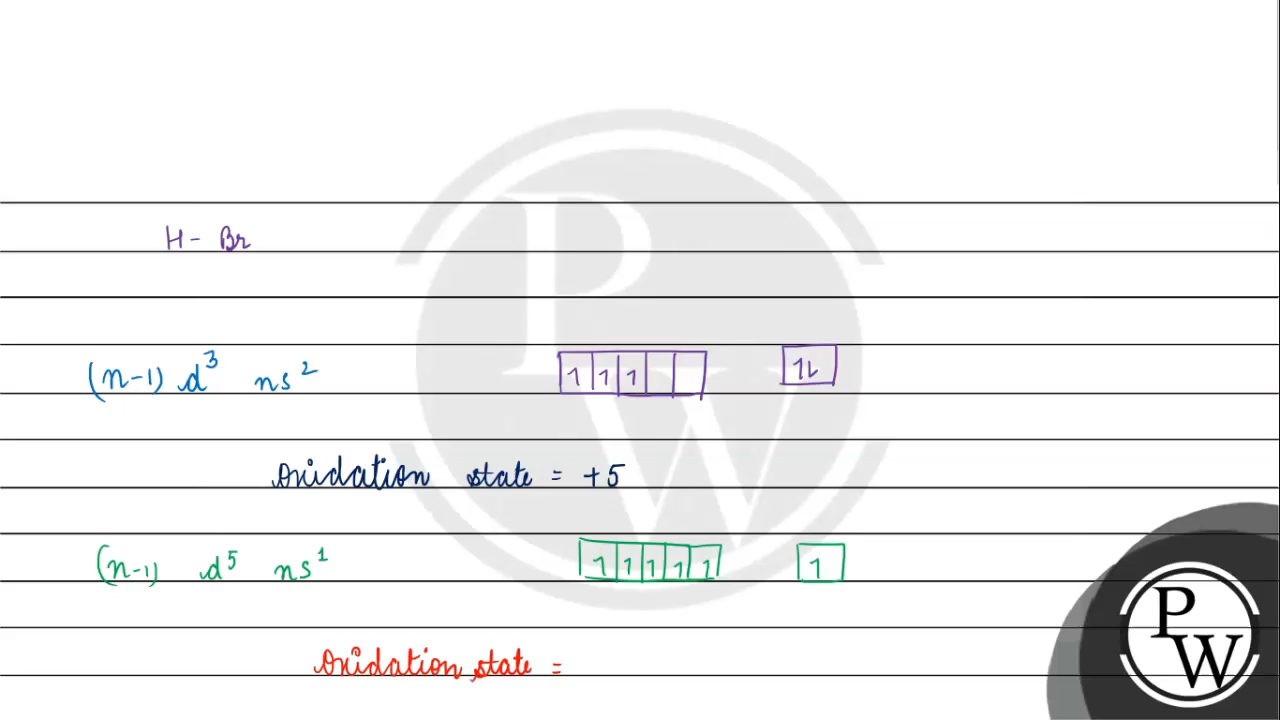 H - Br
(n-1) d³ ns² 1 1 1 1L
oxidation state = +5
(n-1) d⁵ ns¹ 1 1 1 1 1 1
oxidation state =
P
W
P
W